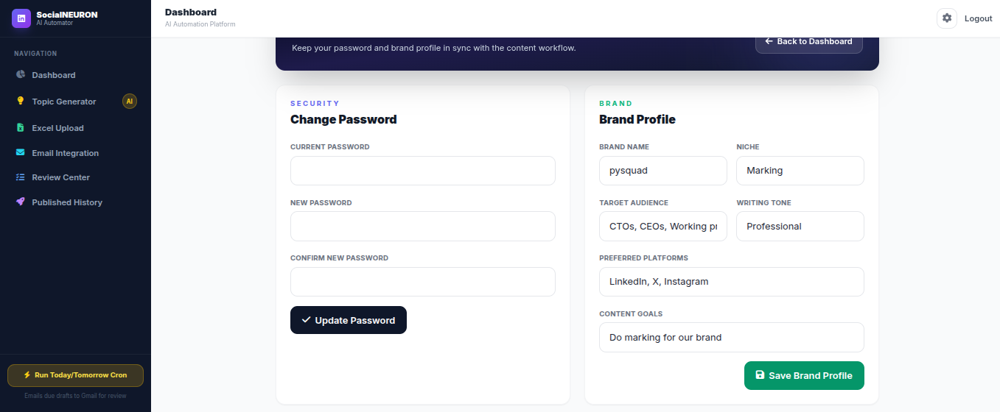 SocialNEURON
AI Automator
NAVIGATION
Dashboard
Topic Generator AI
Excel Upload
Email Integration
Review Center
Published History
Run Today/Tomorrow Cron
Emails due drafts to Gmail for review
Dashboard
AI Automation Platform
Logout
Keep your password and brand profile in sync with the content workflow.
Back to Dashboard
SECURITY
Change Password
CURRENT PASSWORD
NEW PASSWORD
CONFIRM NEW PASSWORD
Update Password
BRAND
Brand Profile
BRAND NAME NICHE
pysquad Marking
TARGET AUDIENCE WRITING TONE
CTOs, CEOs, Working pr Professional
PREFERRED PLATFORMS
LinkedIn, X, Instagram
CONTENT GOALS
Do marking for our brand
Save Brand Profile